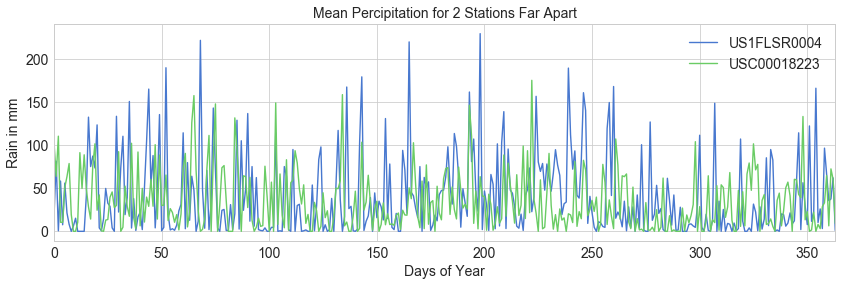 Mean Percipitation for 2 Stations Far Apart
Rain in mm
200
150
100
50
0
US1FLSR0004
USC00018223
0 50 100 150 200 250 300 350
Days of Year